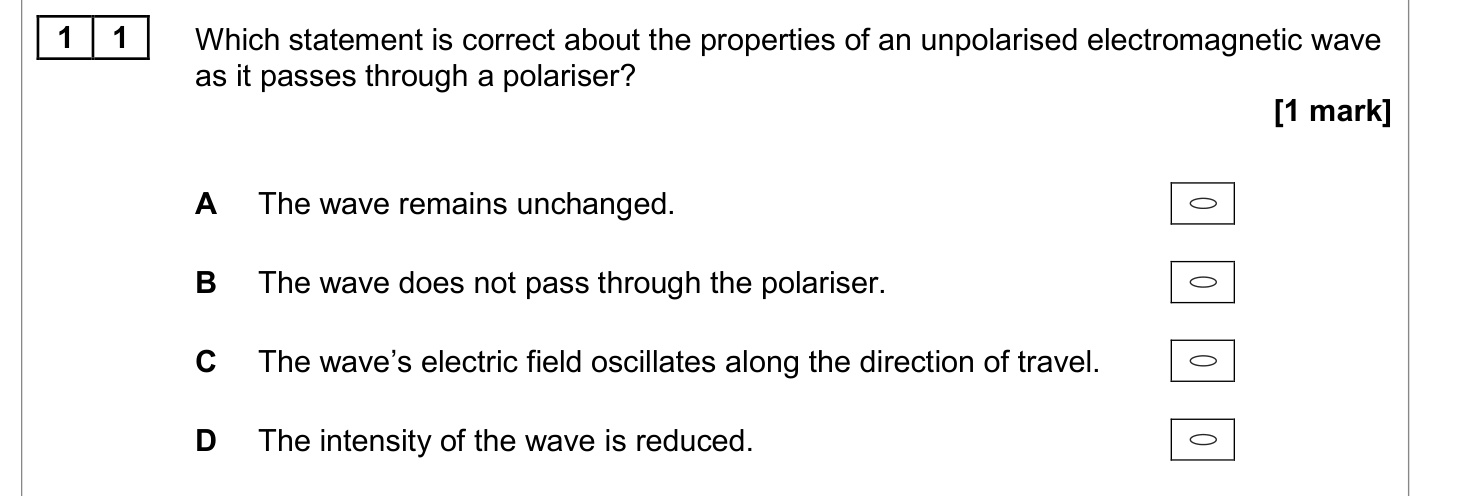 1 1 Which statement is correct about the properties of an unpolarised electromagnetic wave
as it passes through a polariser?
[1 mark]
A The wave remains unchanged.
B The wave does not pass through the polariser.
C The wave’s electric field oscillates along the direction of travel.
D The intensity of the wave is reduced.